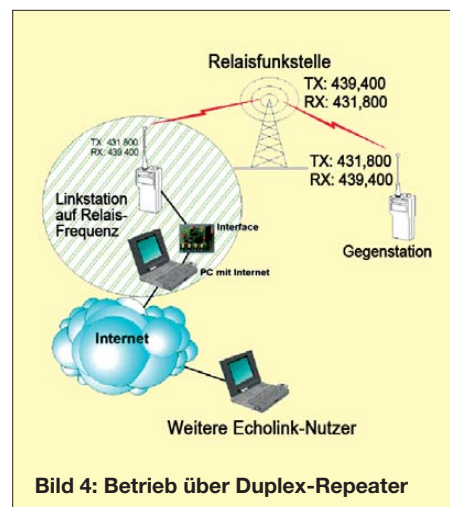 Relaisfunkstelle
TX: 439,400
RX: 431,800
TX: 431,800
RX: 439,400
TX: 431,800
RX: 439,400
Linkstation
auf Relais-
Frequenz
Interface
Gegenstation
PC mit Internet
Internet
Weitere Echolink-Nutzer
Bild 4: Betrieb über Duplex-Repeater